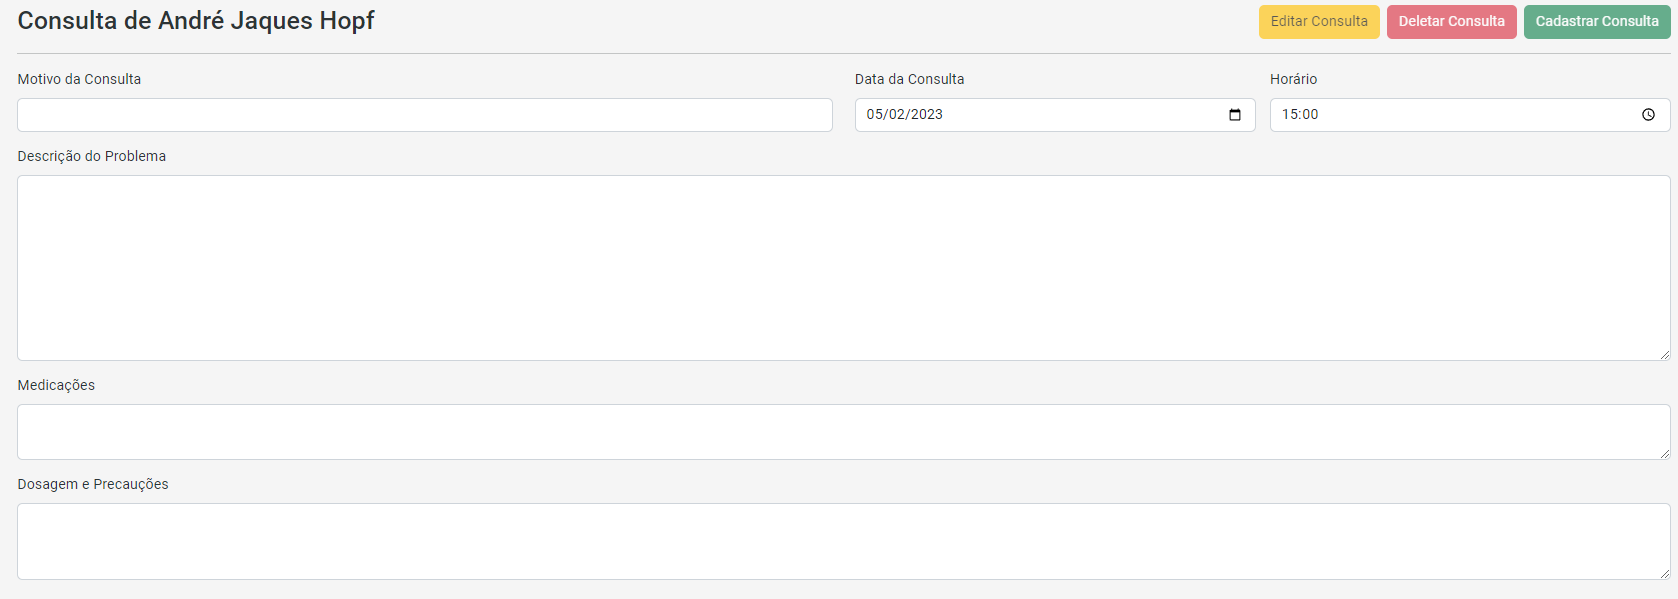 Consulta de André Jaques Hopf
Editar Consulta
Deletar Consulta
Cadastrar Consulta
Motivo da Consulta
Data da Consulta
Horário
05/02/2023
15:00
Descrição do Problema
Medicações
Dosagem e Precauções